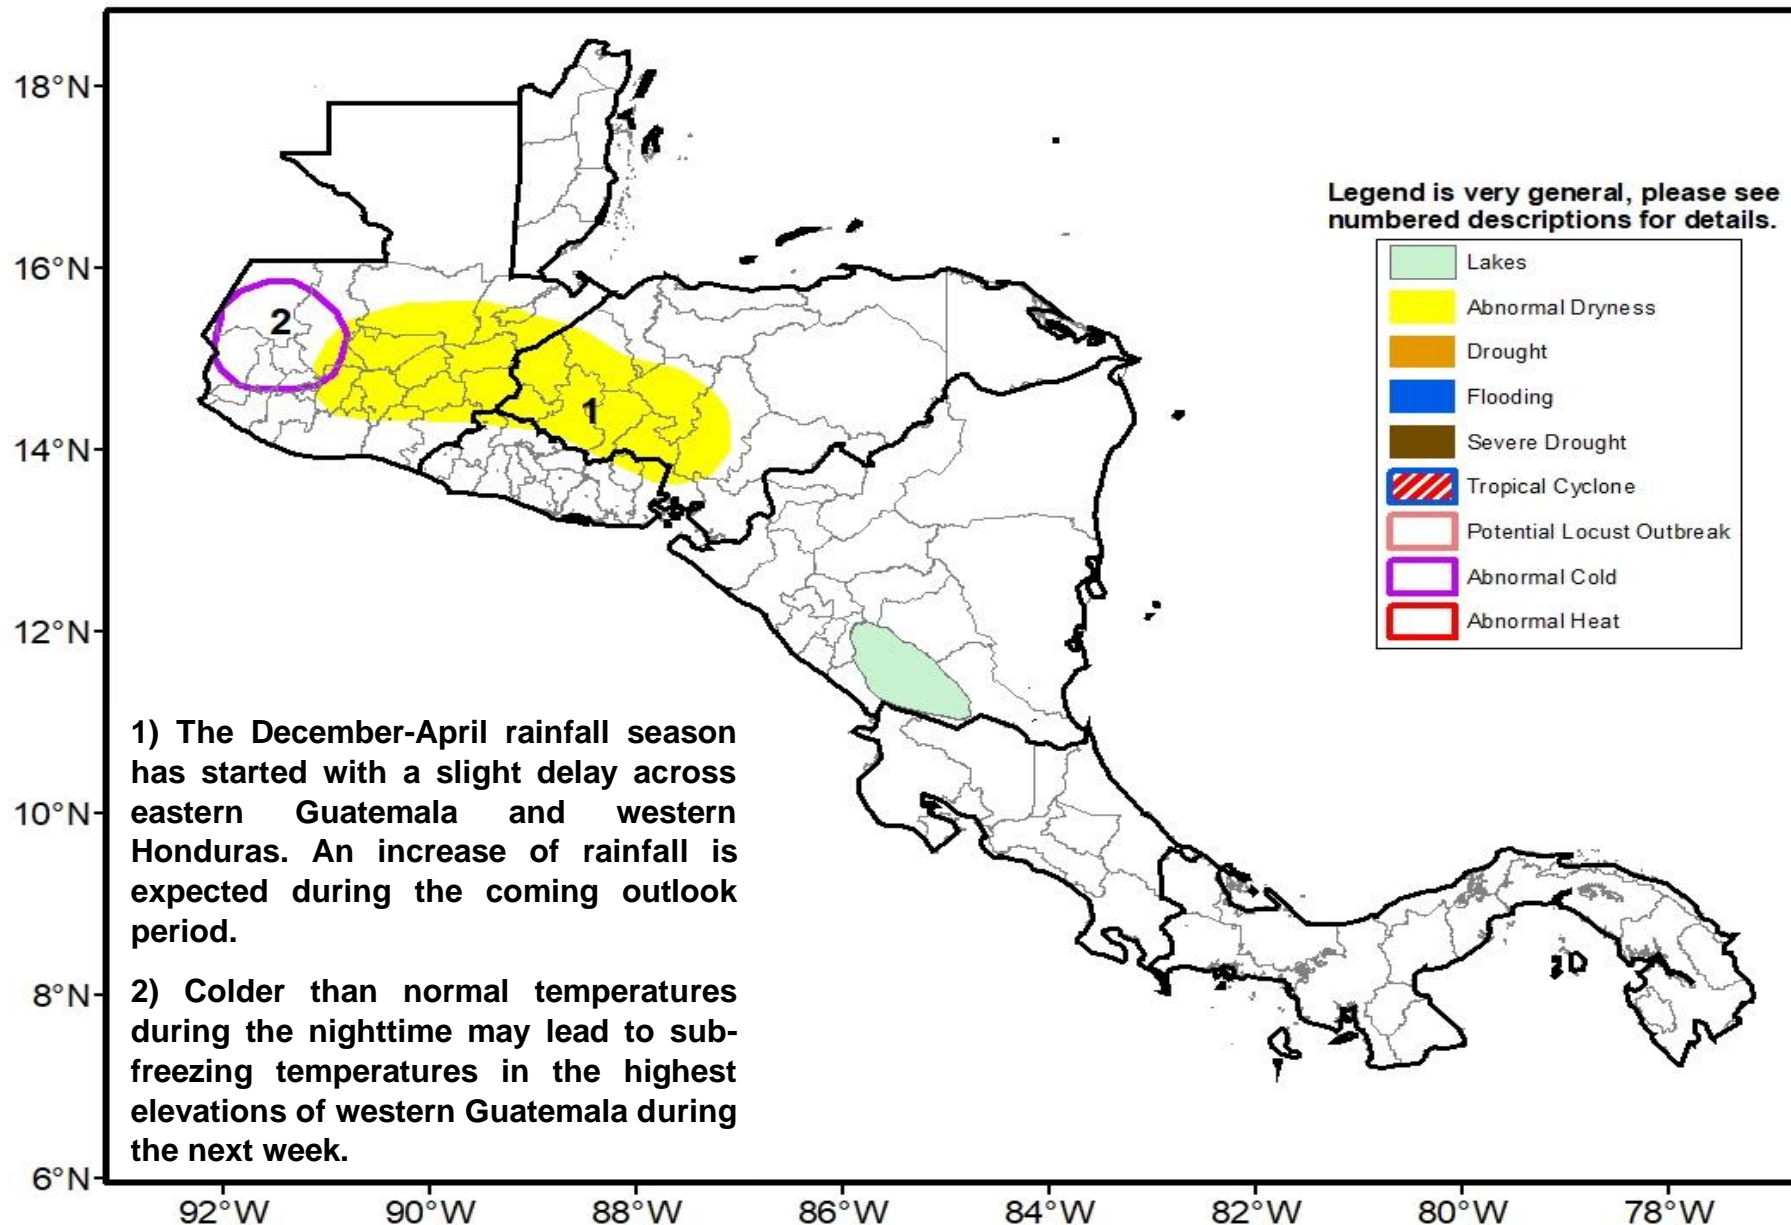 18°N
16°N
14°N
12°N
10°N
8°N
6°N
92°W 90°W 88°W 86°W 84°W 82°W 80°W 78°W
2
1
Legend is very general, please see
numbered descriptions for details.
Lakes
Abnormal Dryness
Drought
Flooding
Severe Drought
Tropical Cyclone
Potential Locust Outbreak
Abnormal Cold
Abnormal Heat
1) The December-April rainfall season
has started with a slight delay across
eastern Guatemala and western
Honduras. An increase of rainfall is
expected during the coming outlook
period.
2) Colder than normal temperatures
during the nighttime may lead to sub-
freezing temperatures in the highest
elevations of western Guatemala during
the next week.